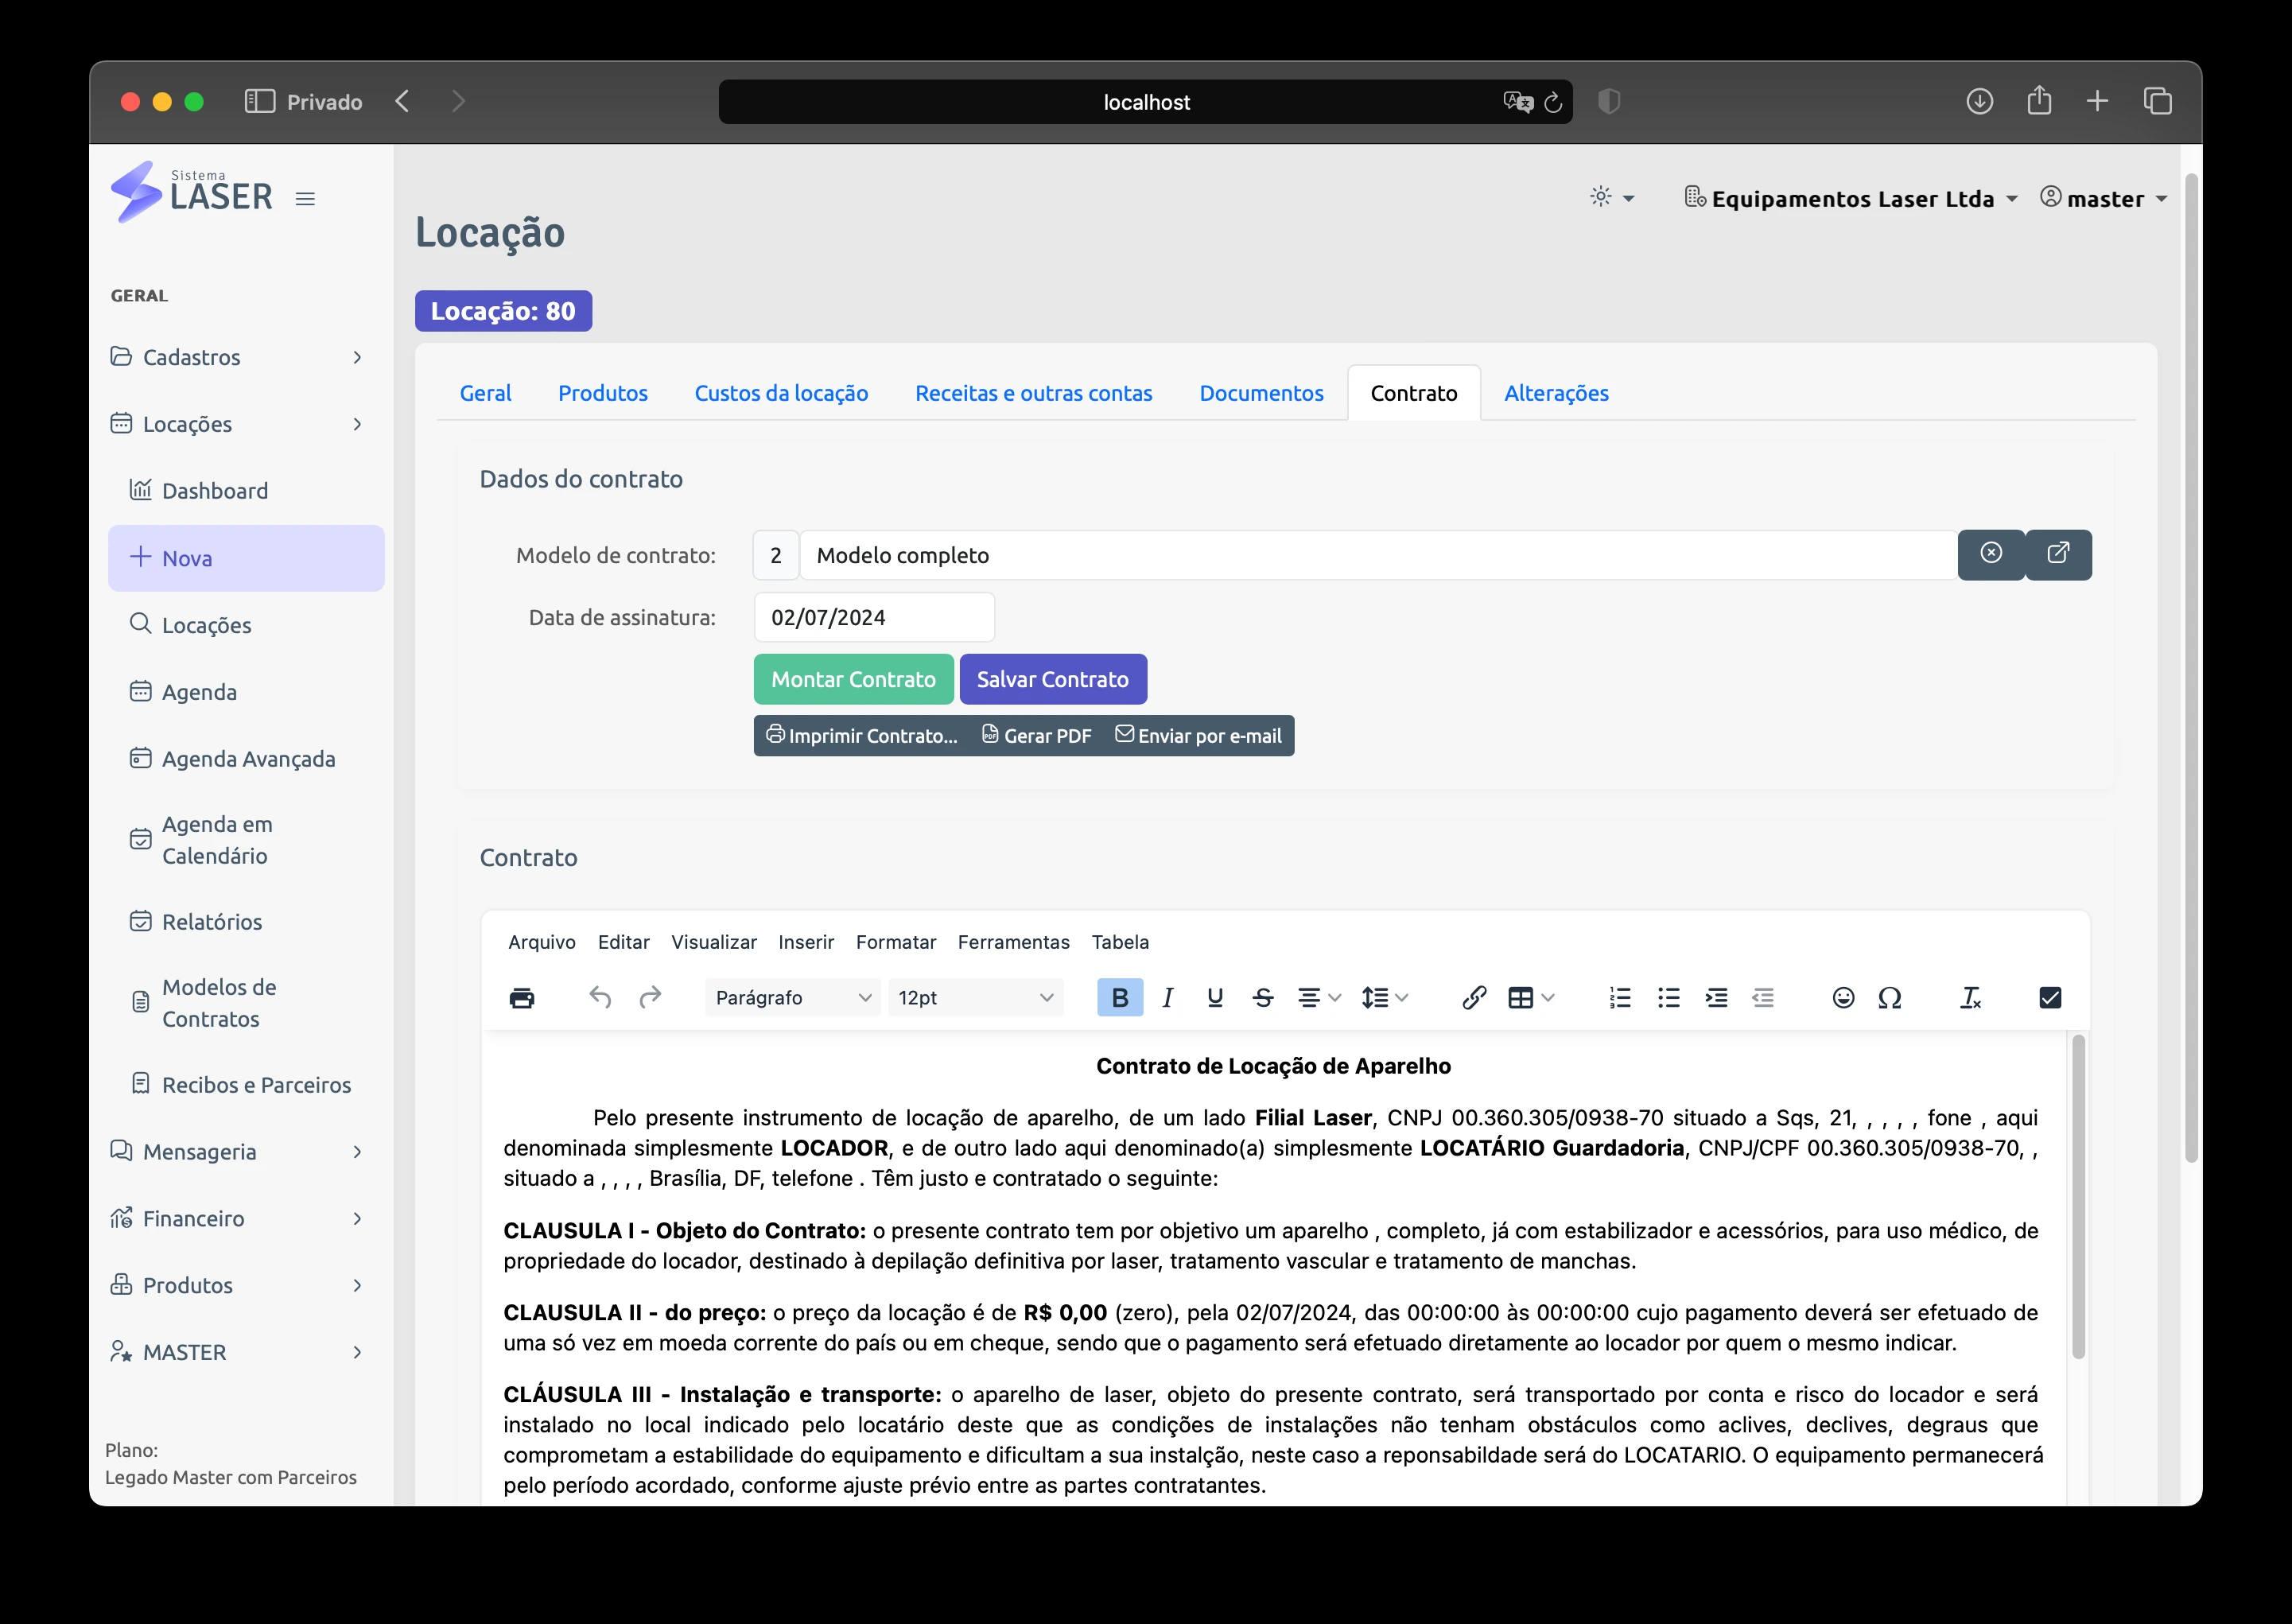 Privado
localhost
Sistema
LASER
Equipamentos Laser Ltda
master
GERAL
Cadastros
Locações
Dashboard
Nova
Locações
Agenda
Agenda Avançada
Agenda em
Calendário
Relatórios
Modelos de
Contratos
Recibos e Parceiros
Mensageria
Financeiro
Produtos
MASTER
Plano:
Legado Master com Parceiros
Locação
Locação: 80
Geral Produtos Custos da locação Receitas e outras contas Documentos Contrato Alterações
Dados do contrato
Modelo de contrato: 2 Modelo completo
Data de assinatura: 02/07/2024
Montar Contrato Salvar Contrato
Imprimir Contrato... Gerar PDF Enviar por e-mail
Contrato
Arquivo Editar Visualizar Inserir Formatar Ferramentas Tabela
Parágrafo 12pt B I U S
Contrato de Locação de Aparelho
Pelo presente instrumento de locação de aparelho, de um lado Filial Laser, CNPJ 00.360.305/0938-70 situado a Sqs, 21, , , , , fone , aqui
denominada simplesmente LOCADOR, e de outro lado aqui denominado(a) simplesmente LOCATÁRIO Guardadoria, CNPJ/CPF 00.360.305/0938-70, ,
situado a , , , , Brasília, DF, telefone . Têm justo e contratado o seguinte:
CLAUSULA I - Objeto do Contrato: o presente contrato tem por objetivo um aparelho , completo, já com estabilizador e acessórios, para uso médico, de
propriedade do locador, destinado à depilação definitiva por laser, tratamento vascular e tratamento de manchas.
CLAUSULA II - do preço: o preço da locação é de R$ 0,00 (zero), pela 02/07/2024, das 00:00:00 às 00:00:00 cujo pagamento deverá ser efetuado de
uma só vez em moeda corrente do país ou em cheque, sendo que o pagamento será efetuado diretamente ao locador por quem o mesmo indicar.
CLÁUSULA III - Instalação e transporte: o aparelho de laser, objeto do presente contrato, será transportado por conta e risco do locador e será
instalado no local indicado pelo locatário deste que as condições de instalações não tenham obstáculos como aclives, declives, degraus que
comprometam a estabilidade do equipamento e dificultam a sua instalção, neste caso a reponsabildade será do LOCATARIO. O equipamento permanecerá
pelo período acordado, conforme ajuste prévio entre as partes contratantes.